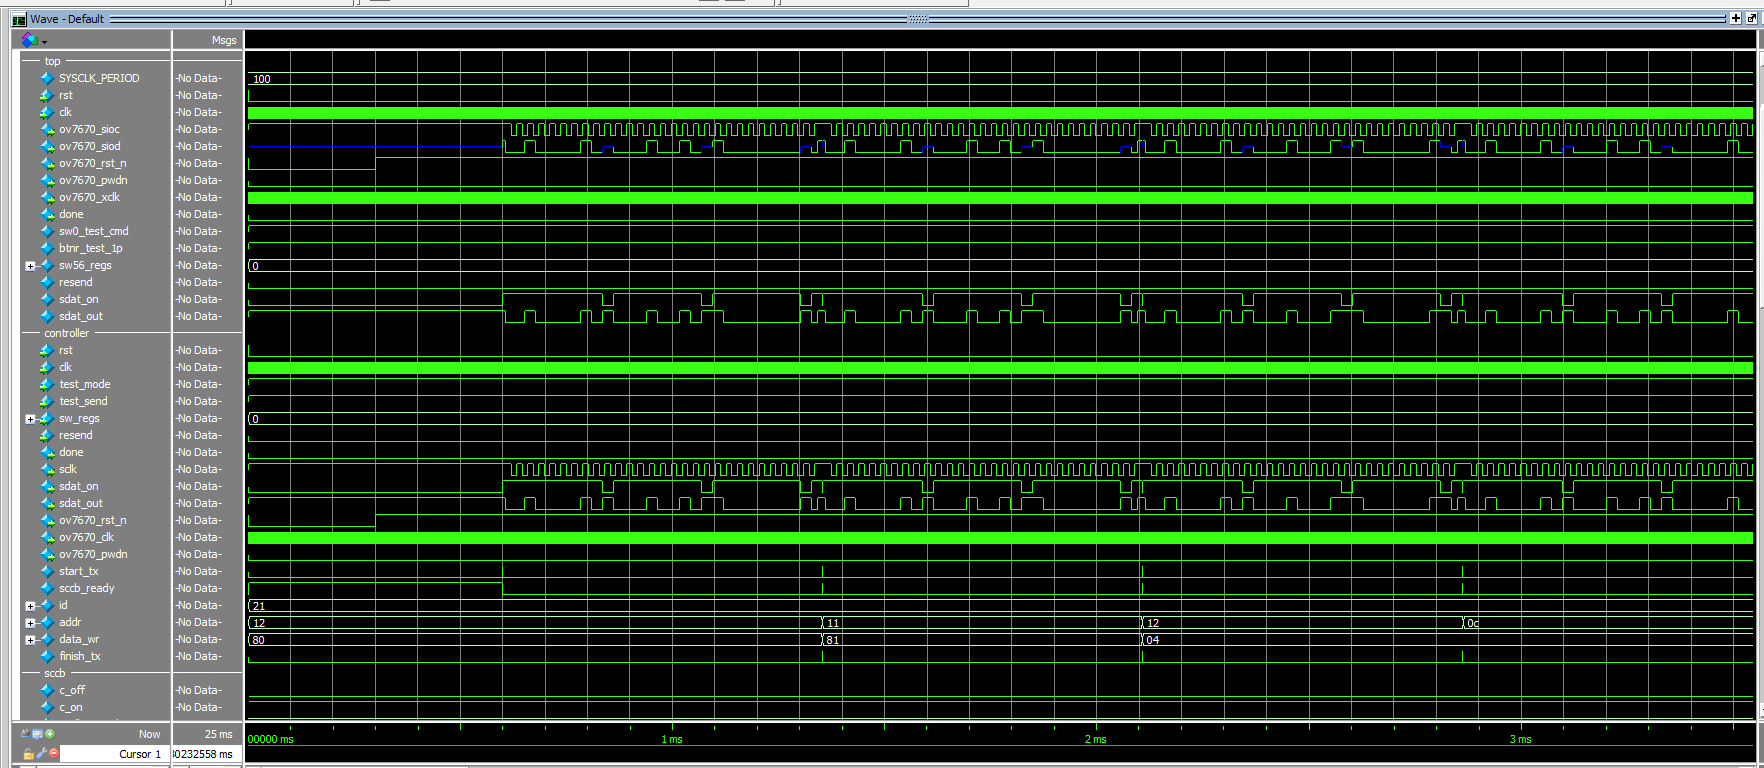 Wave - Default
Msgs
top
SYSCLK_PERIOD -No Data- 100
rst -No Data-
clk -No Data-
ov7670_sioc -No Data-
ov7670_siod -No Data-
ov7670_rst_n -No Data-
ov7670_pwdn -No Data-
ov7670_xclk -No Data-
done -No Data-
sw0_test_cmd -No Data-
btnr_test_1p -No Data-
sw56_regs -No Data- 0
resend -No Data-
sdat_on -No Data-
sdat_out -No Data-
controller
rst -No Data-
clk -No Data-
test_mode -No Data-
test_send -No Data-
sw_regs -No Data- 0
resend -No Data-
done -No Data-
sclk -No Data-
sdat_on -No Data-
sdat_out -No Data-
ov7670_rst_n -No Data-
ov7670_clk -No Data-
ov7670_pwdn -No Data-
start_tx -No Data-
sccb_ready -No Data-
id -No Data- 21
addr -No Data- 12 11 12 0c
data_wr -No Data- 80 81 04
finish_tx -No Data-
sccb
c_off -No Data-
c_on -No Data-
Now 25 ms 00000 ms 1 ms 2 ms 3 ms
Cursor 1 30232558 ms